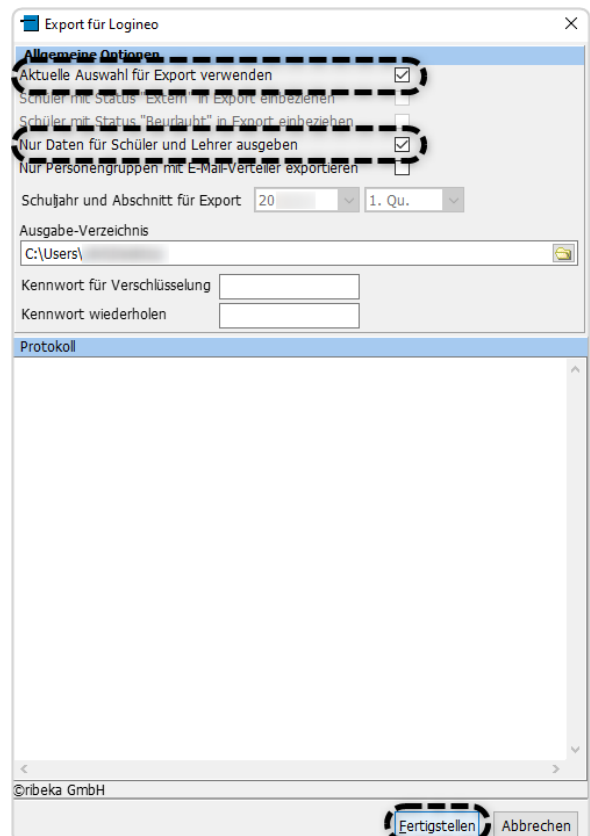 Export für Logineo
Allgemeine Optionen
Aktuelle Auswahl für Export verwenden
Schüler mit Status "Extern" in Export einbeziehen
Schüler mit Status "Beurlaubt" in Export einbeziehen
Nur Daten für Schüler und Lehrer ausgeben
Nur Personengruppen mit E-Mail-Verteiler exportieren
Schuljahr und Abschnitt für Export 20 1. Qu.
Ausgabe-Verzeichnis
C:\Users\
Kennwort für Verschlüsselung
Kennwort wiederholen
Protokoll
©ribeka GmbH
Fertigstellen Abbrechen